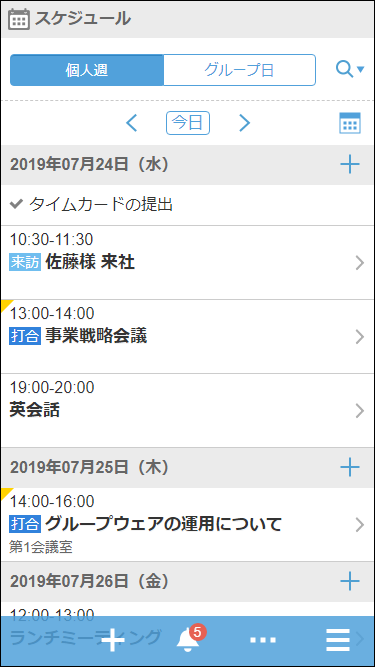 スケジュール
個人週
グループ日
今日
2019年07月24日（水）
タイムカードの提出
10:30-11:30
来訪 佐藤様 来社
13:00-14:00
打合 事業戦略会議
19:00-20:00
英会話
2019年07月25日（木）
14:00-16:00
打合 グループウェアの運用について
第1会議室
2019年07月26日（金）
12:00-13:00
ランチミーティング
5